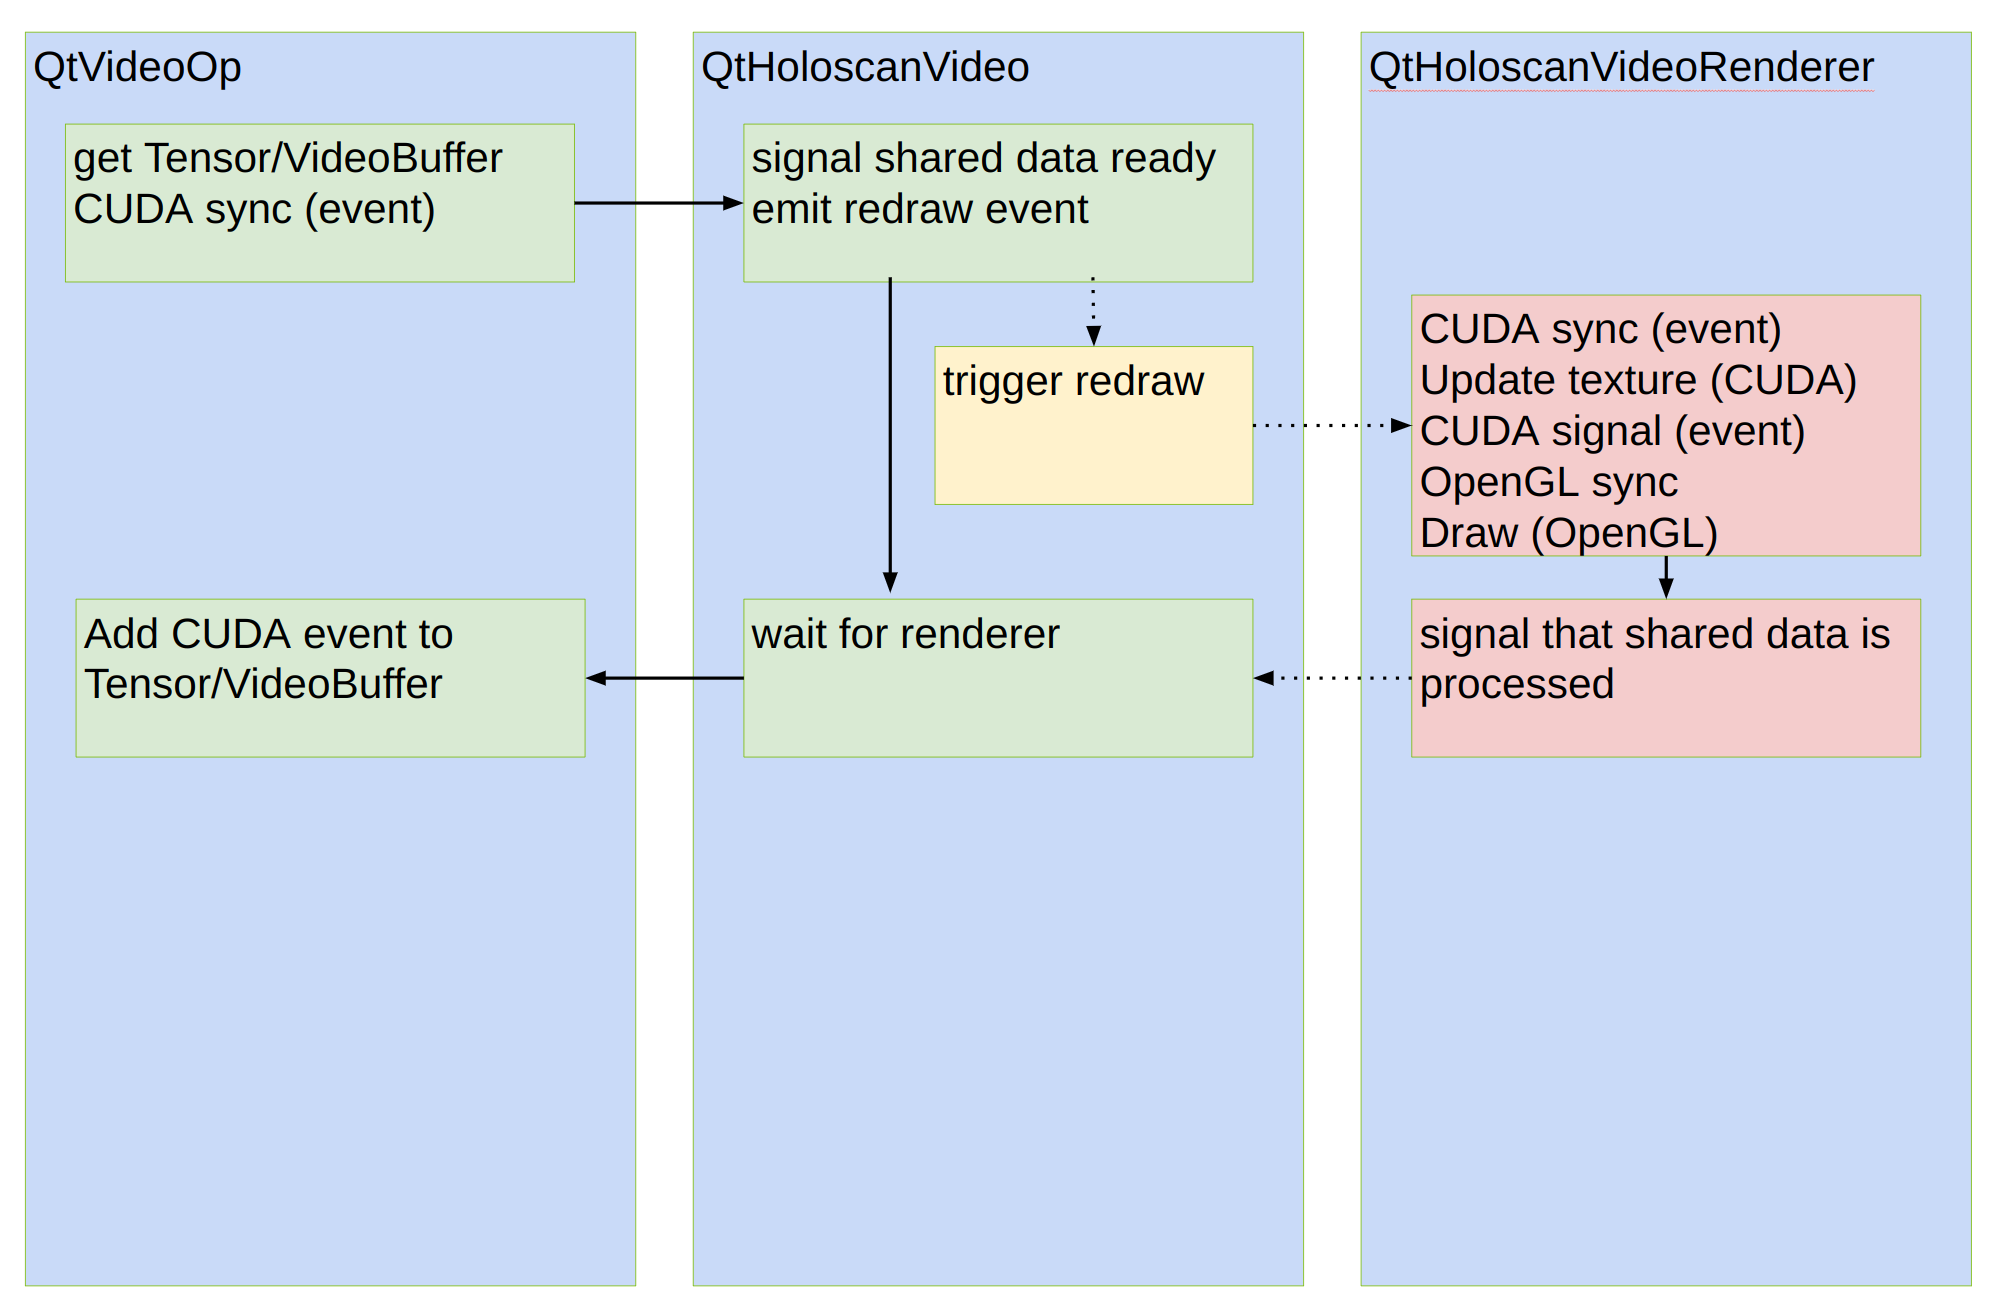 QtVideoOp
get Tensor/VideoBuffer
CUDA sync (event)
Add CUDA event to
Tensor/VideoBuffer
QtHoloscanVideo
signal shared data ready
emit redraw event
trigger redraw
wait for renderer
QtHoloscanVideoRenderer
CUDA sync (event)
Update texture (CUDA)
CUDA signal (event)
OpenGL sync
Draw (OpenGL)
signal that shared data is
processed